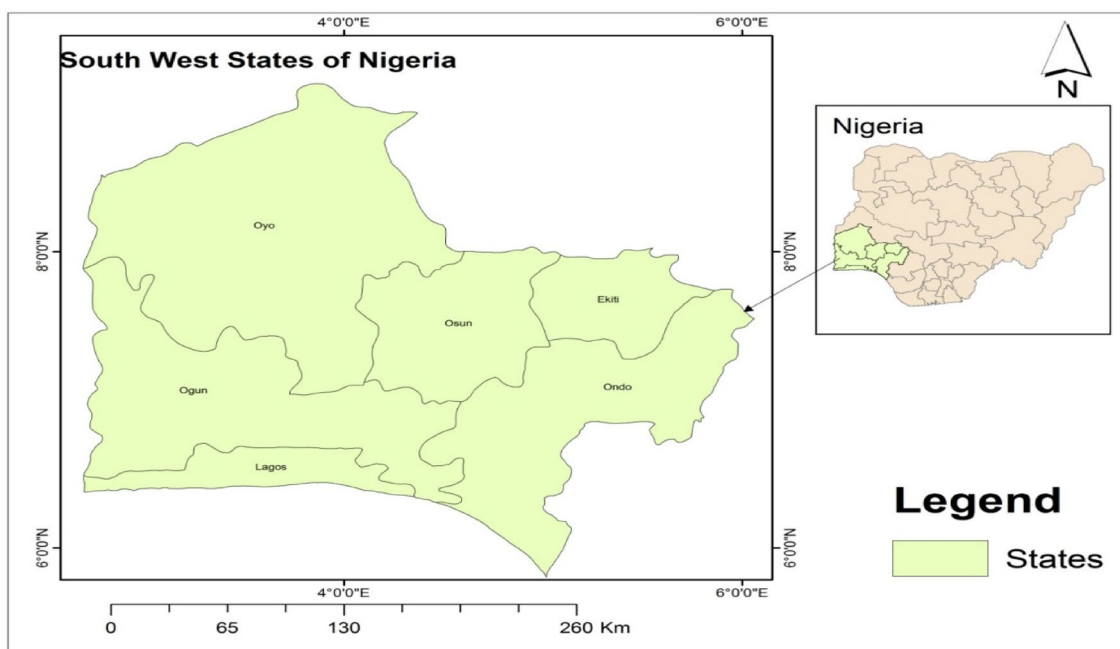 4°0'0"E
6°0'0"E
South West States of Nigeria
N
Nigeria
Oyo
8°0'0"N
8°0'0"N
Ekiti
Osun
Ogun
Ondo
Lagos
Legend
6°0'0"N
6°0'0"N
States
4°0'0"E
6°0'0"E
0 65 130 260 Km